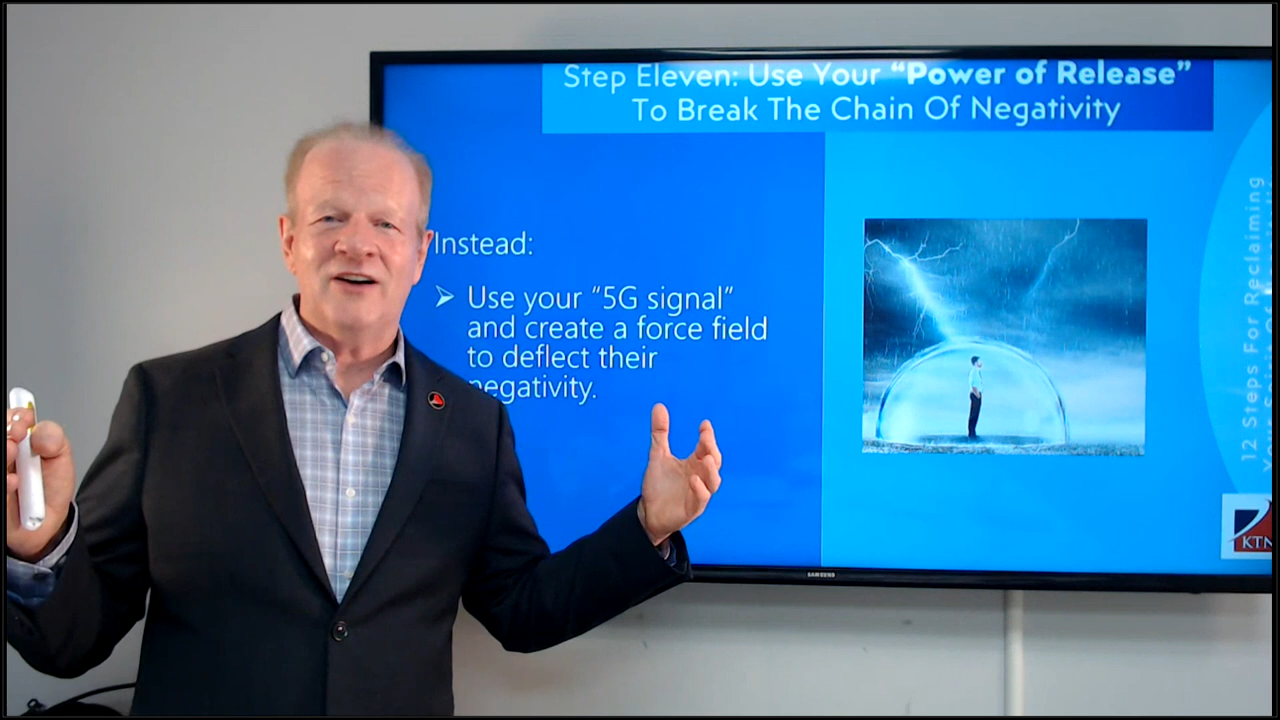 Step Eleven: Use Your “Power of Release”
To Break The Chain Of Negativity
Instead:
➢ Use your “5G signal”
and create a force field
to deflect their
negativity.
12 Steps For Reclaiming
SAMSUNG